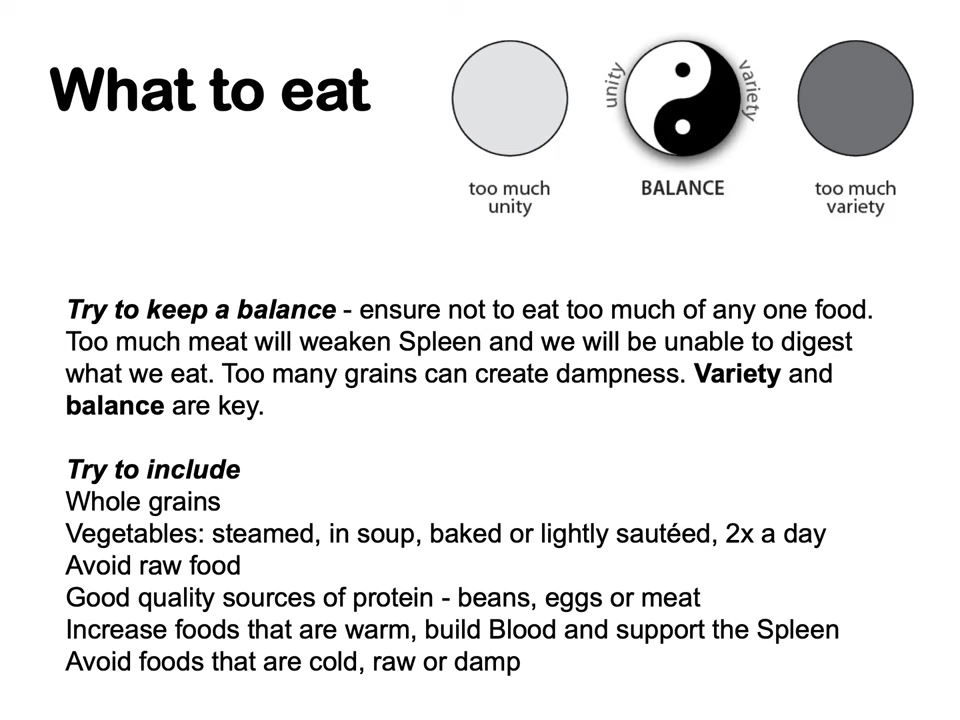 What to eat
unity
variety
too much
unity
BALANCE
too much
variety
Try to keep a balance - ensure not to eat too much of any one food.
Too much meat will weaken Spleen and we will be unable to digest
what we eat. Too many grains can create dampness. Variety and
balance are key.
Try to include
Whole grains
Vegetables: steamed, in soup, baked or lightly sautéed, 2x a day
Avoid raw food
Good quality sources of protein - beans, eggs or meat
Increase foods that are warm, build Blood and support the Spleen
Avoid foods that are cold, raw or damp